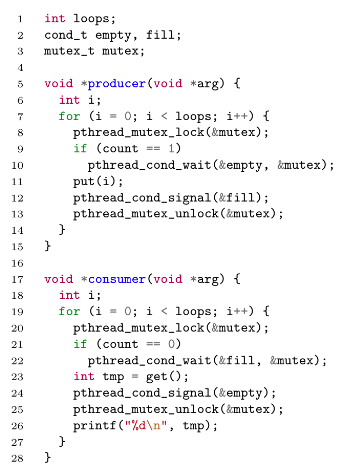 1 int loops;
2 cond_t empty, fill;
3 mutex_t mutex;
4
5 void *producer(void *arg) {
6   int i;
7   for (i = 0; i < loops; i++) {
8     pthread_mutex_lock(&mutex);
9     if (count == 1)
10       pthread_cond_wait(&empty, &mutex);
11     put(i);
12     pthread_cond_signal(&fill);
13     pthread_mutex_unlock(&mutex);
14   }
15 }
16
17 void *consumer(void *arg) {
18   int i;
19   for (i = 0; i < loops; i++) {
20     pthread_mutex_lock(&mutex);
21     if (count == 0)
22       pthread_cond_wait(&fill, &mutex);
23     int tmp = get();
24     pthread_cond_signal(&empty);
25     pthread_mutex_unlock(&mutex);
26     printf("%d\n", tmp);
27   }
28 }